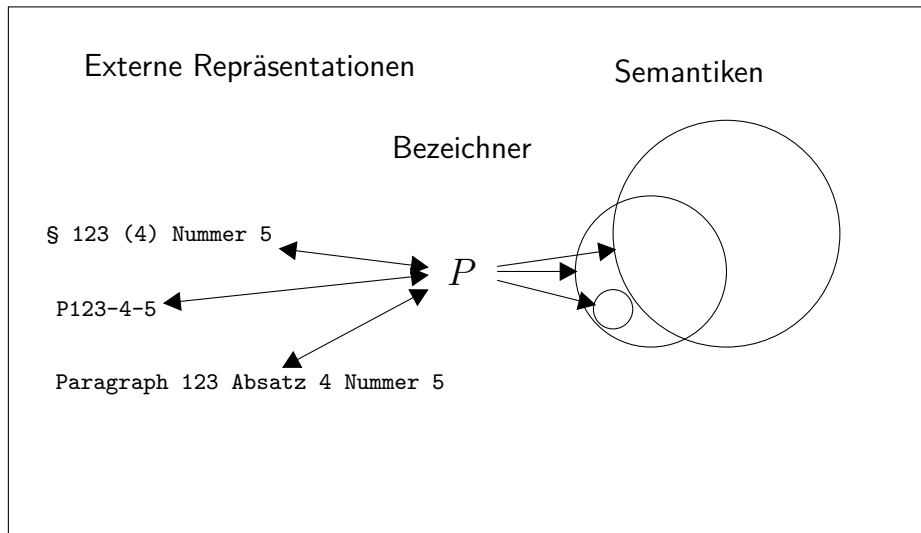 Externe Repräsentationen
Semantiken
Bezeichner
§ 123 (4) Nummer 5
P
P123-4-5
Paragraph 123 Absatz 4 Nummer 5